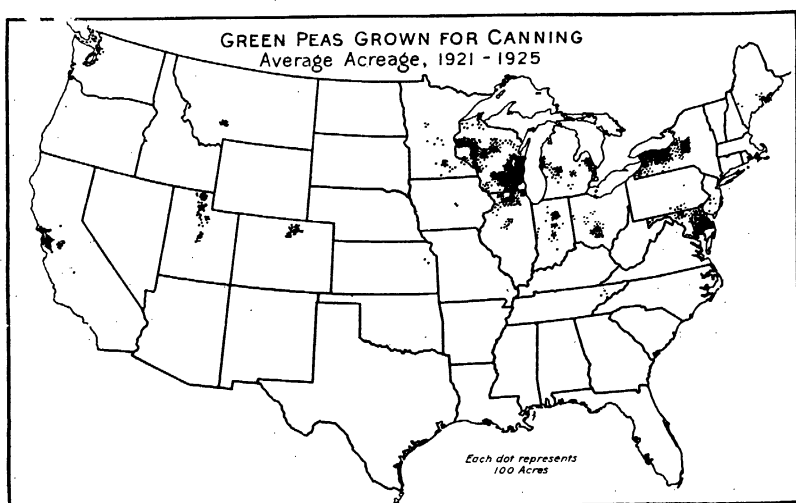 GREEN PEAS GROWN FOR CANNING
Average Acreage, 1921 - 1925
Each dot represents
100 Acres